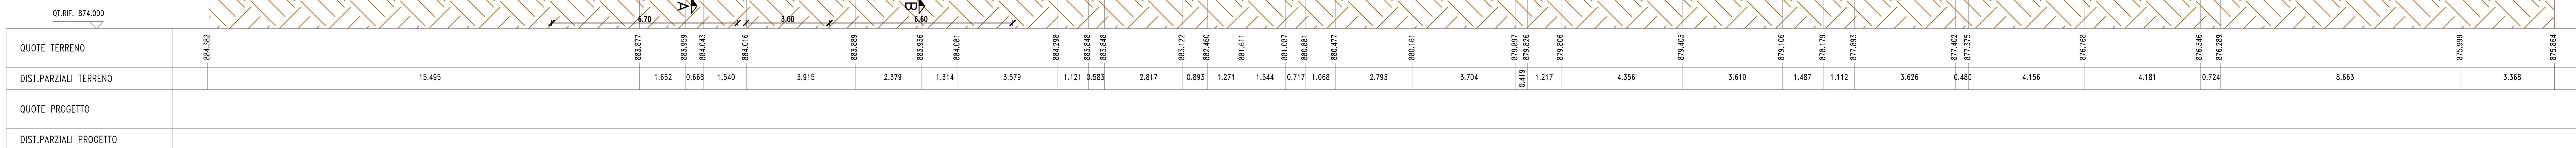 QT.RIF. 874.000
A B
6.70 3.00 6.60
QUOTE TERRENO 884.382 883.877 883.959 884.043 884.016 883.889 883.936 884.081 884.298 883.848 883.848 883.122 882.460 881.611 881.087 880.881 880.477 880.161 879.897 879.826 879.806 879.403 879.106 878.179 877.893 877.402 877.375 876.768 876.346 876.289 875.999 875.864
DIST.PARZIALI TERRENO 15.495 1.652 0.668 1.540 3.915 2.379 1.314 3.579 1.121 0.583 2.817 0.893 1.271 1.544 0.717 1.068 2.793 3.704 0.419 1.217 4.356 3.610 1.487 1.112 3.626 0.480 4.156 4.181 0.724 8.663 3.368
QUOTE PROGETTO
DIST.PARZIALI PROGETTO